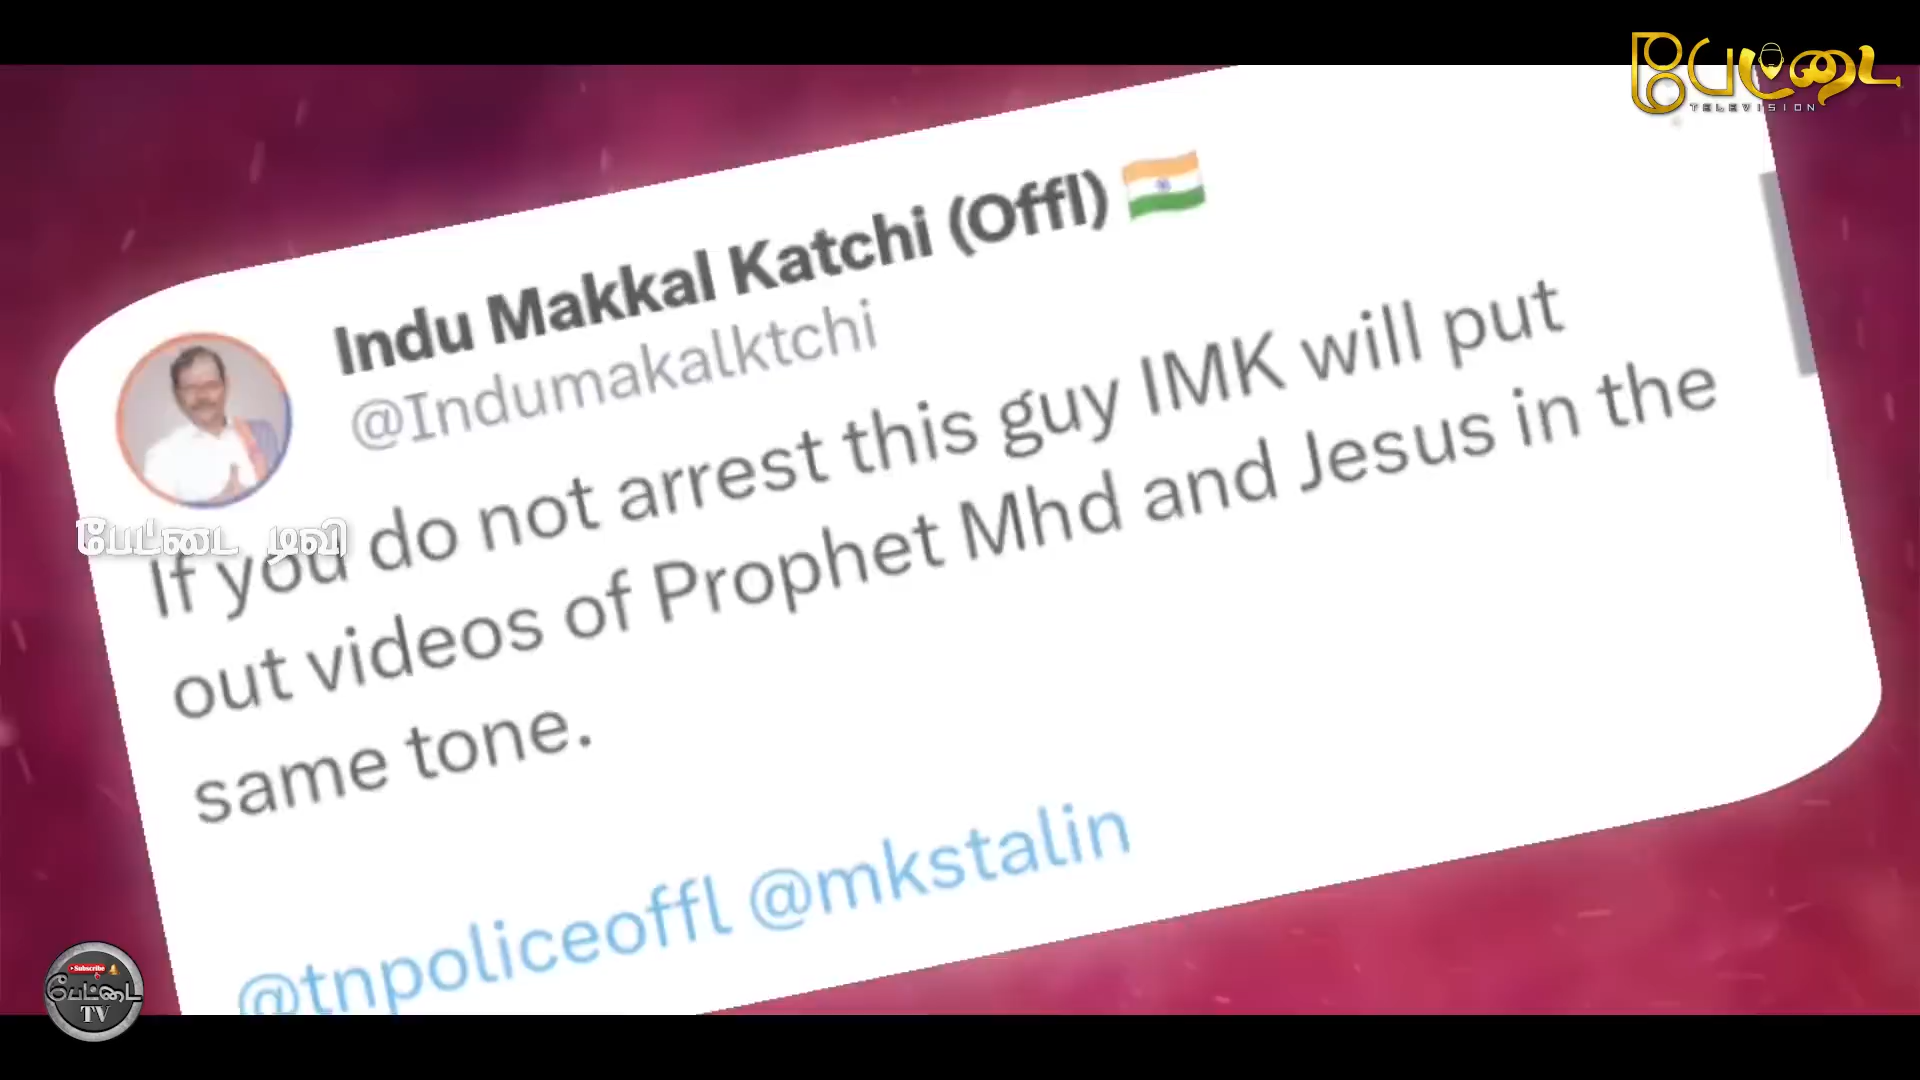 பேட்டை
TELEVISION
Indu Makkal Katchi (Offl) 🇮🇳
@Indumakalktchi
If you do not arrest this guy IMK will put
out videos of Prophet Mhd and Jesus in the
same tone.
@tnpoliceoffl @mkstalin
பேட்டை டிவி
Subscribe
பேட்டை
TV